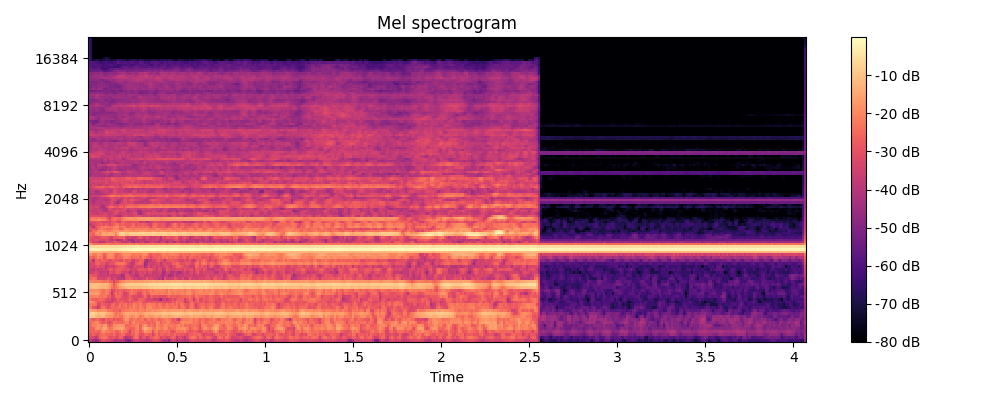 Mel spectrogram
16384
8192
4096
2048
1024
512
0
Hz
0 0.5 1 1.5 2 2.5 3 3.5 4
Time
-10 dB
-20 dB
-30 dB
-40 dB
-50 dB
-60 dB
-70 dB
-80 dB